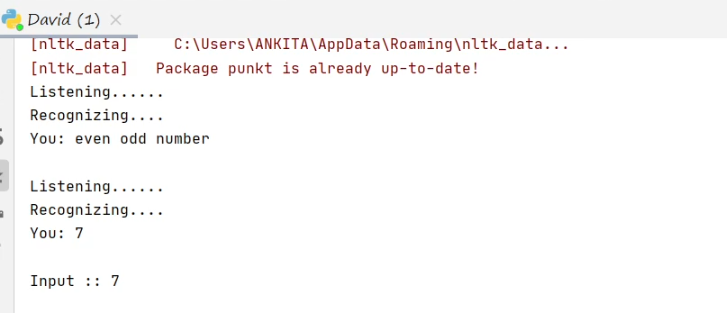 David (1)
[nltk_data]     C:\Users\ANKITA\AppData\Roaming\nltk_data...
[nltk_data]   Package punkt is already up-to-date!
Listening......
Recognizing....
You: even odd number
Listening......
Recognizing....
You: 7
Input :: 7